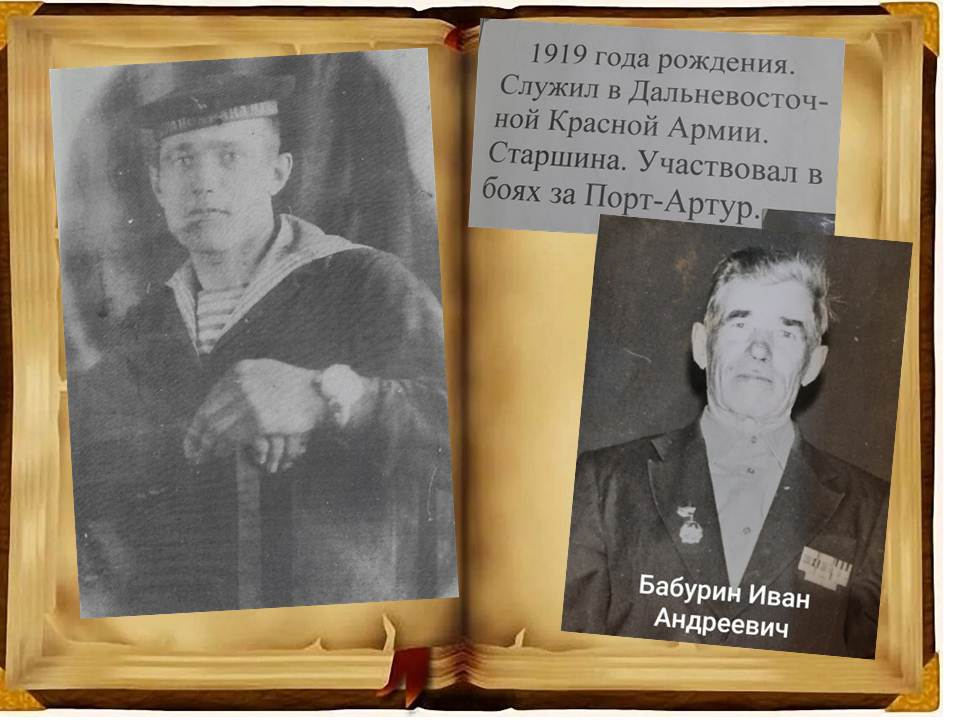 1919 года рождения.
Служил в Дальневосточ-
ной Красной Армии.
Старшина. Участвовал в
боях за Порт-Артур.
Бабурин Иван
Андреевич